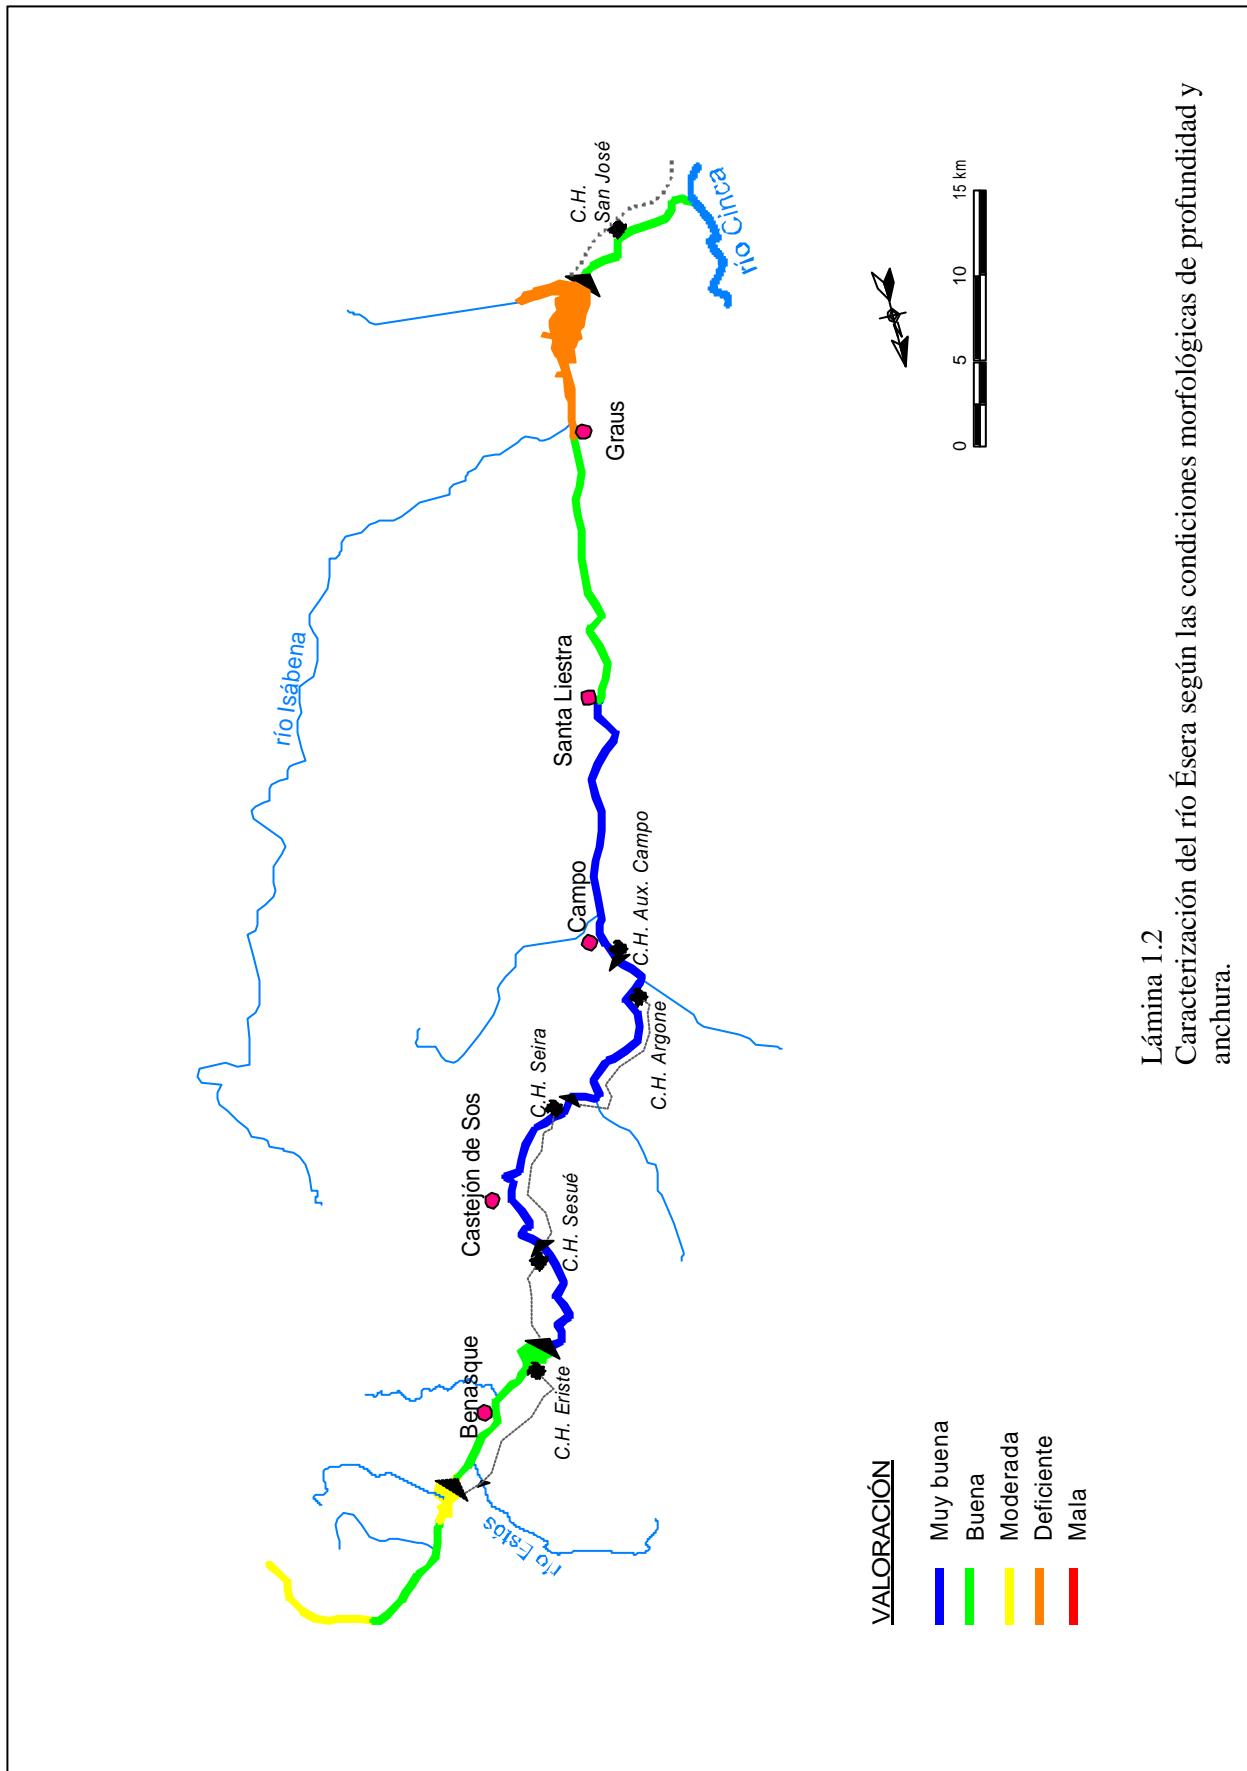 río Isábena
Castejón de Sos
Benasque
Campo
Santa Liestra
Graus
C.H.
San José
río Cinca
C.H. Seira
C.H. Sesué
C.H. Eriste
C.H. Argone
C.H. Aux. Campo
río Estós
VALORACIÓN
Muy buena
Buena
Moderada
Deficiente
Mala
0 5 10 15 km
Lámina 1.2
Caracterización del río Ésera según las condiciones morfológicas de profundidad y
anchura.